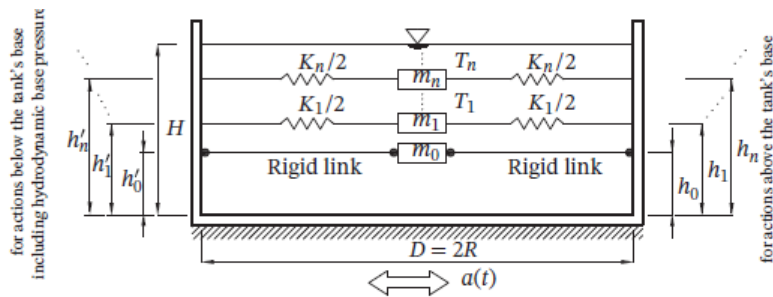 for actions below the tank's base
including hydrodynamic base pressure
h′ₙ
h′₁
h′₀
H
Kₙ/2
mₙ
Tₙ
Kₙ/2
K₁/2
m₁
T₁
K₁/2
m₀
Rigid link
Rigid link
h₀
h₁
hₙ
for actions above the tank's base
D = 2R
a(t)